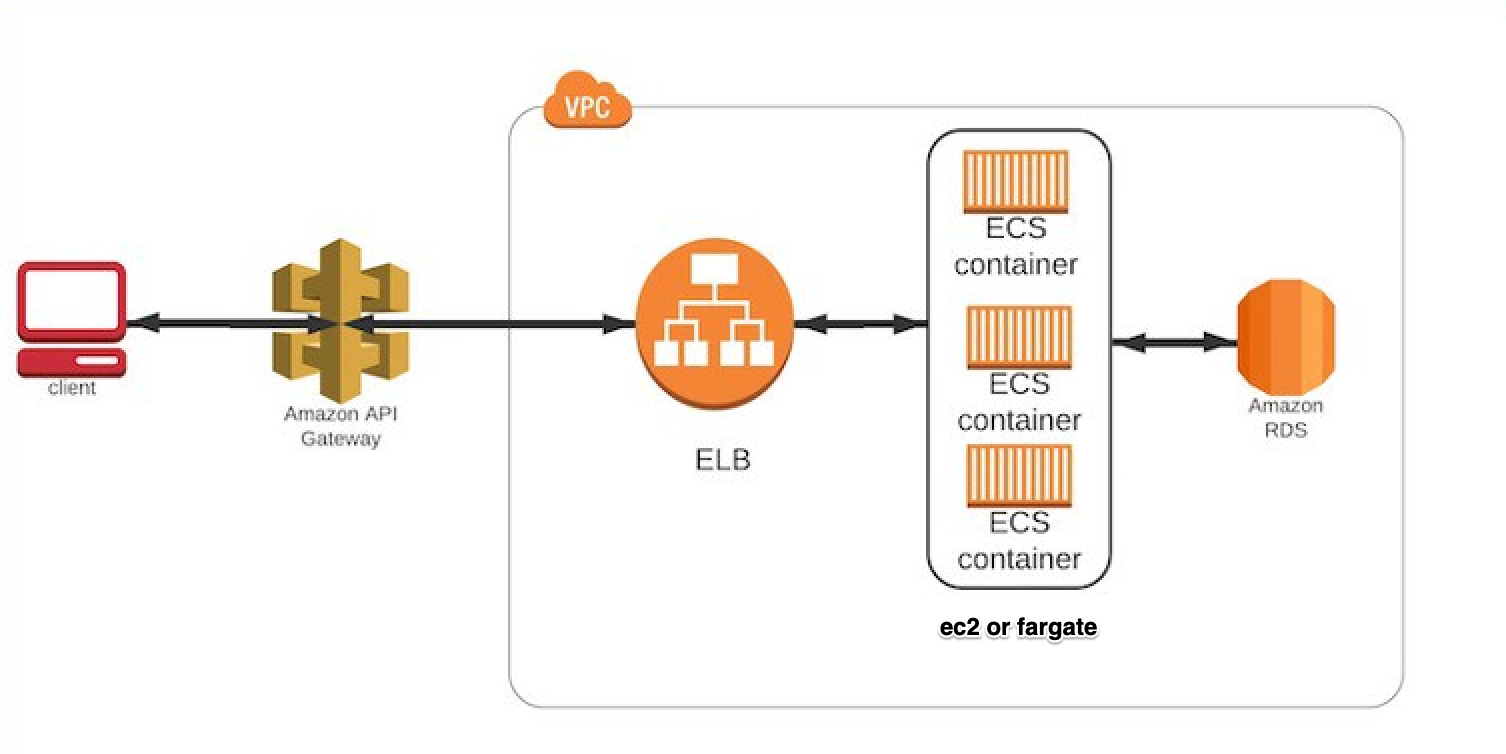 VPC
client
Amazon API
Gateway
ELB
ECS
container
ECS
container
ECS
container
ec2 or fargate
Amazon
RDS